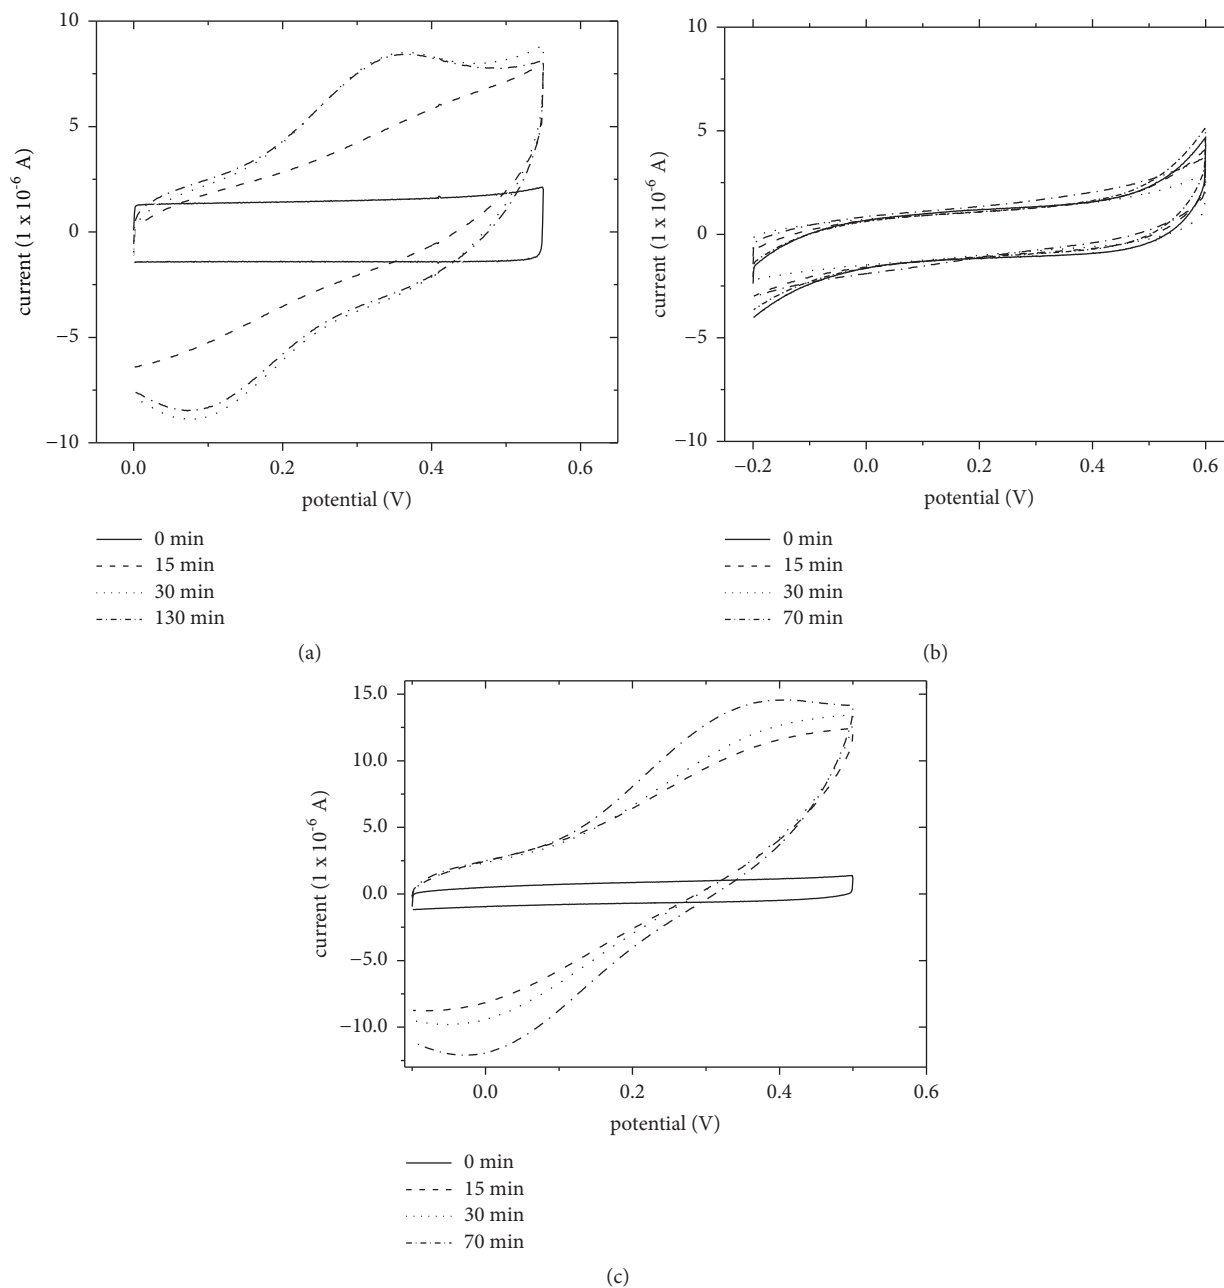 10
5
0
−5
−10
current (1 x 10⁻⁶ A)
0.0 0.2 0.4 0.6
potential (V)
0 min
15 min
30 min
130 min
(a)
10
5
0
−5
−10
current (1 x 10⁻⁶ A)
−0.2 0.0 0.2 0.4 0.6
potential (V)
0 min
15 min
30 min
70 min
(b)
15.0
10.0
5.0
0.0
−5.0
−10.0
current (1 x 10⁻⁶ A)
0.0 0.2 0.4 0.6
potential (V)
0 min
15 min
30 min
70 min
(c)